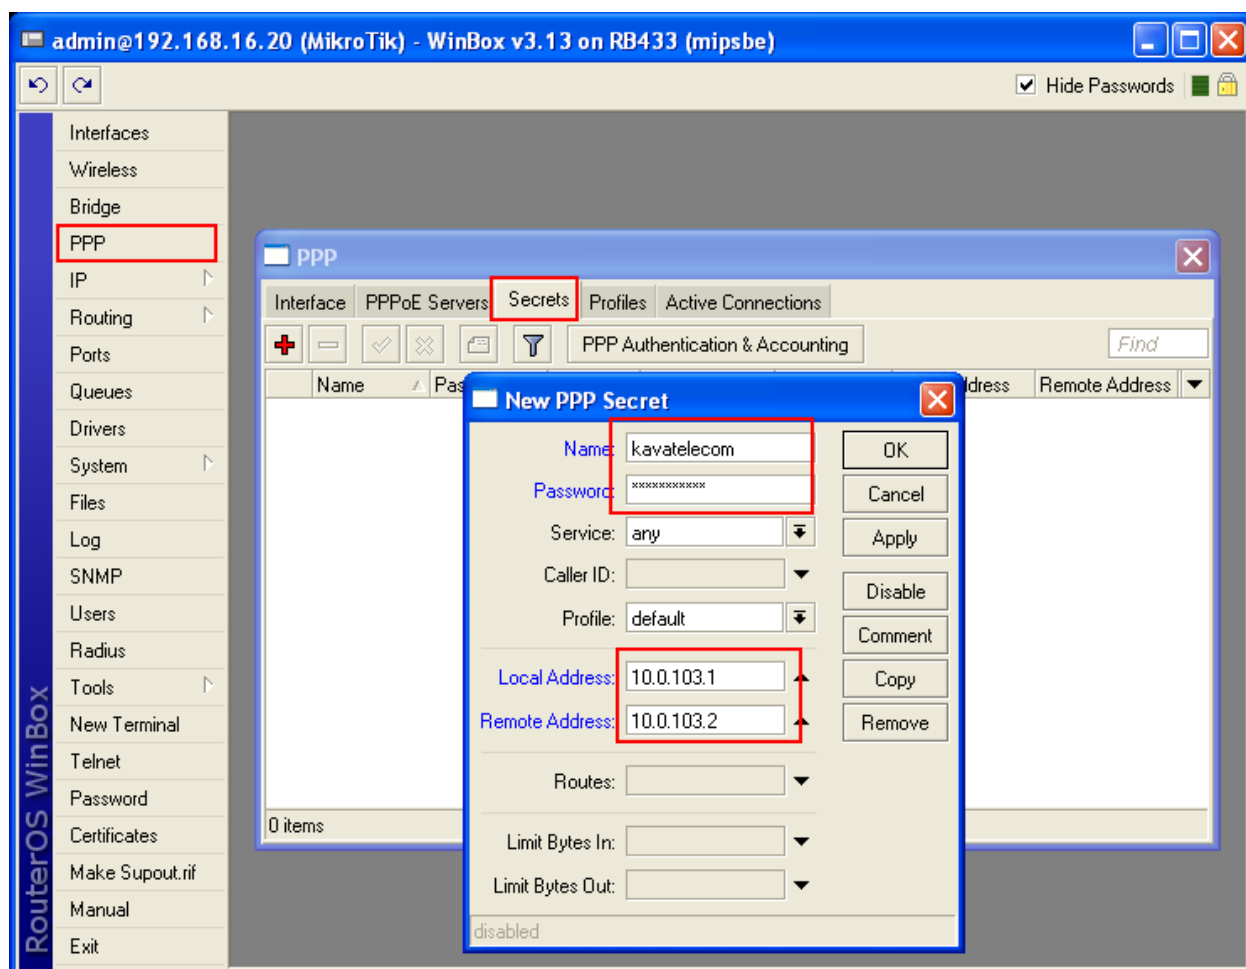 admin@192.168.16.20 (MikroTik) - WinBox v3.13 on RB433 (mipsbe)
Hide Passwords
RouterOS WinBox
Interfaces
Wireless
Bridge
PPP
IP
Routing
Ports
Queues
Drivers
System
Files
Log
SNMP
Users
Radius
Tools
New Terminal
Telnet
Password
Certificates
Make Supout.rif
Manual
Exit
PPP
Interface PPPoE Servers Secrets Profiles Active Connections
PPP Authentication & Accounting Find
Name Pas ldress Remote Address
0 items
New PPP Secret
Name: kavatelecom
Password: ***********
Service: any
Caller ID:
Profile: default
Local Address: 10.0.103.1
Remote Address: 10.0.103.2
Routes:
Limit Bytes In:
Limit Bytes Out:
disabled
OK
Cancel
Apply
Disable
Comment
Copy
Remove